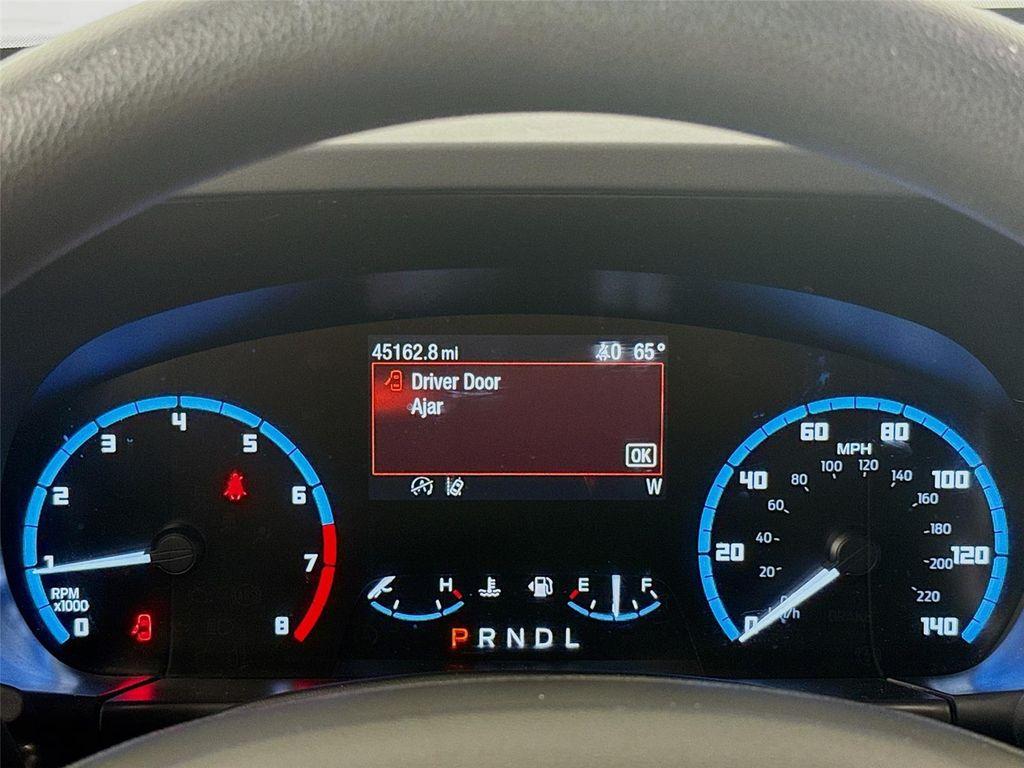 45162.8 mi
0 65°
Driver Door
Ajar
OK
W
0 1 2 3 4 5 6 7 8
RPM
x1000
H
E F
P R N D L
MPH
0 20 40 60 80 100 120 140
20 40 60 80 100 120 140 160 180 200 220